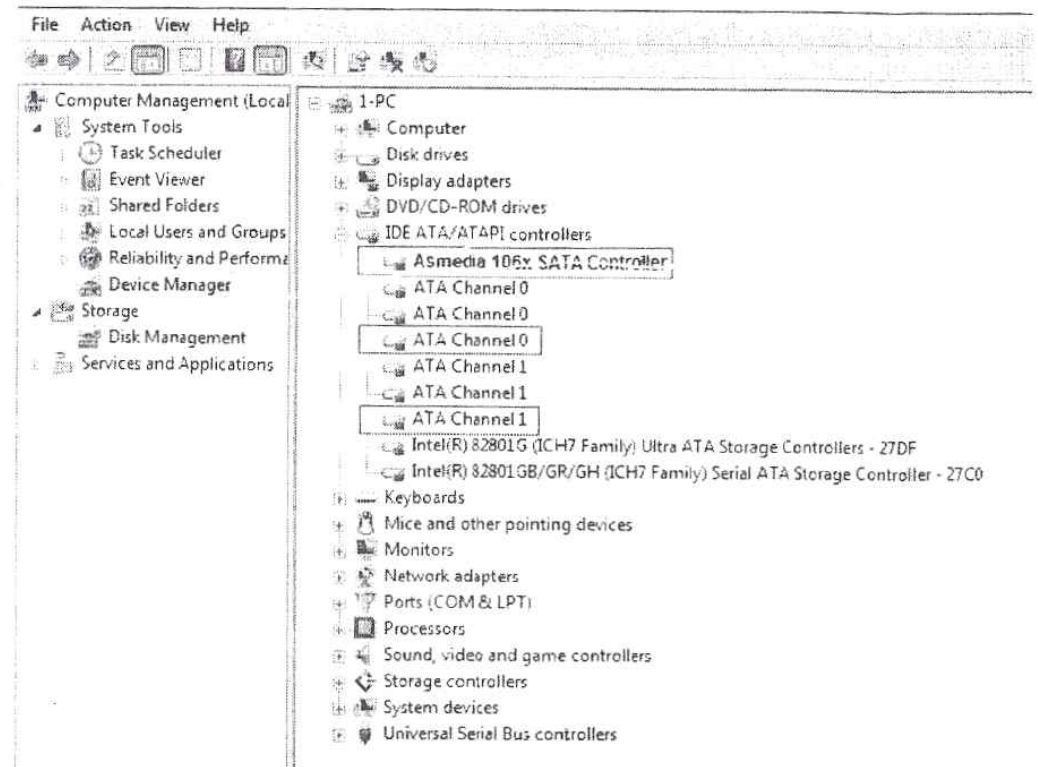 File Action View Help
Computer Management (Local
System Tools
Task Scheduler
Event Viewer
Shared Folders
Local Users and Groups
Reliability and Performa
Device Manager
Storage
Disk Management
Services and Applications
1-PC
Computer
Disk drives
Display adapters
DVD/CD-ROM drives
IDE ATA/ATAPI controllers
Asmedia 106x SATA Controller
ATA Channel 0
ATA Channel 0
ATA Channel 0
ATA Channel 1
ATA Channel 1
ATA Channel 1
Intel(R) 82801G (ICH7 Family) Ultra ATA Storage Controllers - 27DF
Intel(R) 82801GB/GR/GH (ICH7 Family) Serial ATA Storage Controller - 27C0
Keyboards
Mice and other pointing devices
Monitors
Network adapters
Ports (COM & LPT)
Processors
Sound, video and game controllers
Storage controllers
System devices
Universal Serial Bus controllers